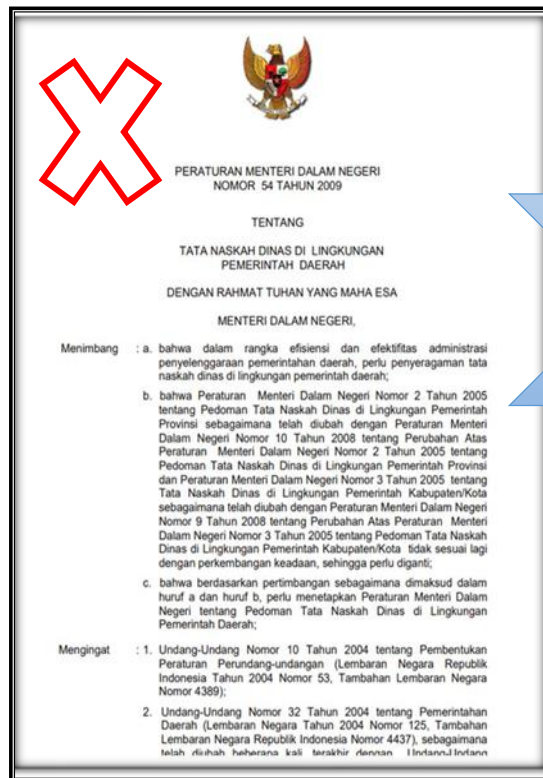 PERATURAN MENTERI DALAM NEGERI
NOMOR 54 TAHUN 2009
TENTANG
TATA NASKAH DINAS DI LINGKUNGAN
PEMERINTAH DAERAH
DENGAN RAHMAT TUHAN YANG MAHA ESA
MENTERI DALAM NEGERI,
Menimbang : a. bahwa dalam rangka efisiensi dan efektifitas administrasi
penyelenggaraan pemerintahan daerah, perlu penyeragaman tata
naskah dinas di lingkungan pemerintah daerah;
b. bahwa Peraturan Menteri Dalam Negeri Nomor 2 Tahun 2005
tentang Pedoman Tata Naskah Dinas di Lingkungan Pemerintah
Provinsi sebagaimana telah diubah dengan Peraturan Menteri
Dalam Negeri Nomor 10 Tahun 2008 tentang Perubahan Atas
Peraturan Menteri Dalam Negeri Nomor 2 Tahun 2005 tentang
Pedoman Tata Naskah Dinas di Lingkungan Pemerintah Provinsi
dan Peraturan Menteri Dalam Negeri Nomor 3 Tahun 2005 tentang
Tata Naskah Dinas di Lingkungan Pemerintah Kabupaten/Kota
sebagaimana telah diubah dengan Peraturan Menteri Dalam Negeri
Nomor 9 Tahun 2008 tentang Perubahan Atas Peraturan Menteri
Dalam Negeri Nomor 3 Tahun 2005 tentang Pedoman Tata Naskah
Dinas di Lingkungan Pemerintah Kabupaten/Kota tidak sesuai lagi
dengan perkembangan keadaan, sehingga perlu diganti;
c. bahwa berdasarkan pertimbangan sebagaimana dimaksud dalam
huruf a dan huruf b, perlu menetapkan Peraturan Menteri Dalam
Negeri tentang Pedoman Tata Naskah Dinas di Lingkungan
Pemerintah Daerah;
Mengingat : 1. Undang-Undang Nomor 10 Tahun 2004 tentang Pembentukan
Peraturan Perundang-undangan (Lembaran Negara Republik
Indonesia Tahun 2004 Nomor 53, Tambahan Lembaran Negara
Nomor 4389);
2. Undang-Undang Nomor 32 Tahun 2004 tentang Pemerintahan
Daerah (Lembaran Negara Tahun 2004 Nomor 125, Tambahan
Lembaran Negara Republik Indonesia Nomor 4437), sebagaimana
telah diubah beberapa kali, terakhir dengan Undang-Undang